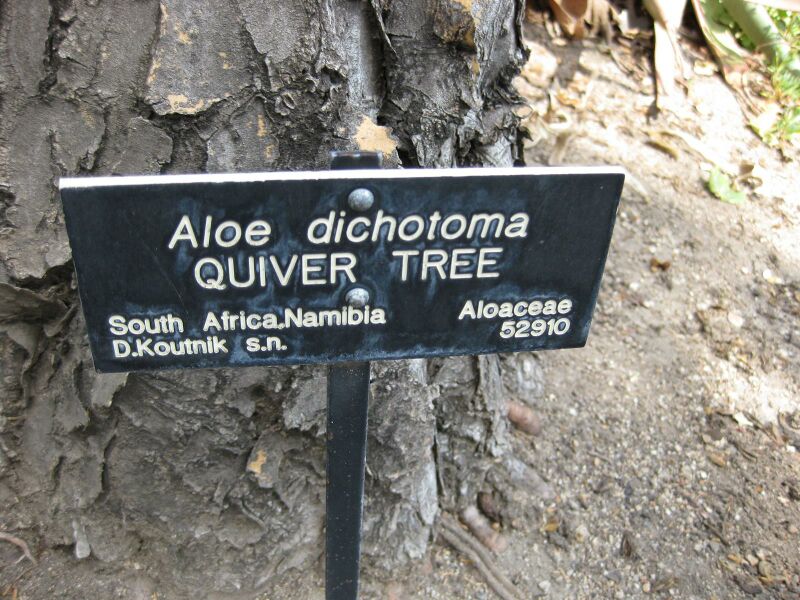 Aloe dichotoma
QUIVER TREE
South Africa,Namibia Aloaceae
D.Koutnik s.n. 52910